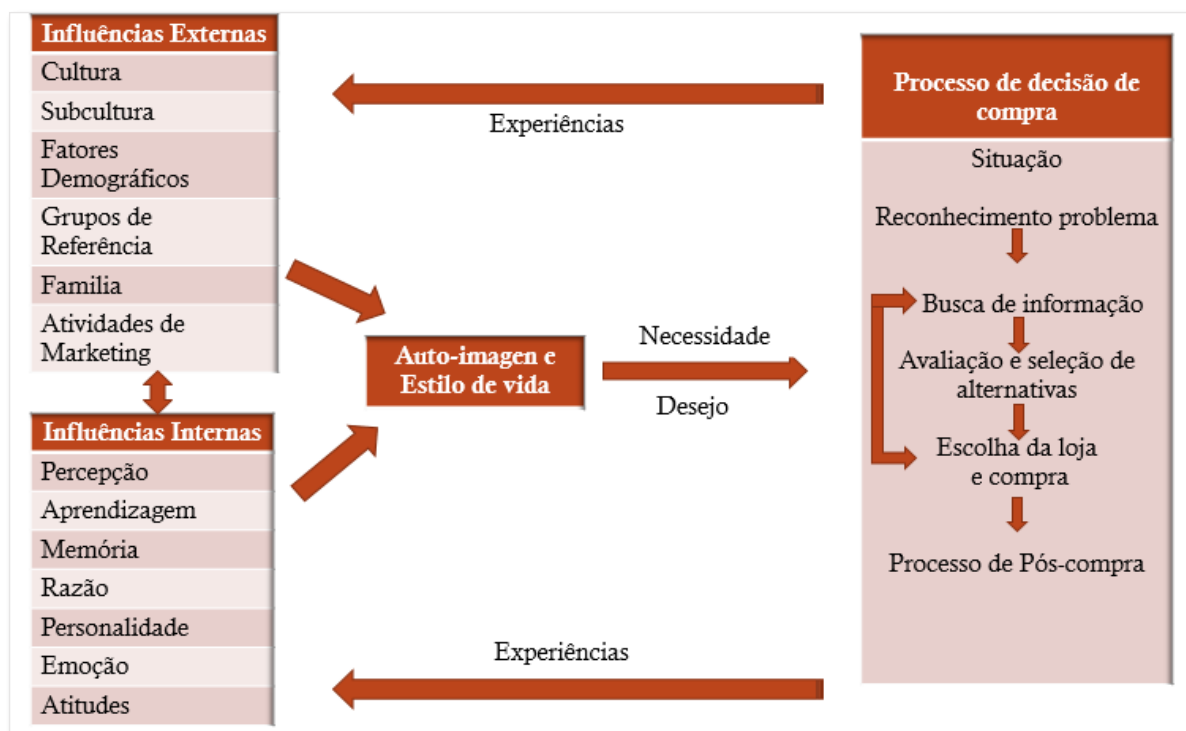 Influências Externas
Cultura
Subcultura
Fatores
Demográficos
Grupos de
Referência
Familia
Atividades de
Marketing
Influências Internas
Percepção
Aprendizagem
Memória
Razão
Personalidade
Emoção
Atitudes
Experiências
Auto-imagen e
Estilo de vida
Necessidade
Desejo
Experiências
Processo de decisão de
compra
Situação
Reconhecimento problema
Busca de informação
Avaliação e seleção de
alternativas
Escolha da loja
e compra
Processo de Pós-compra